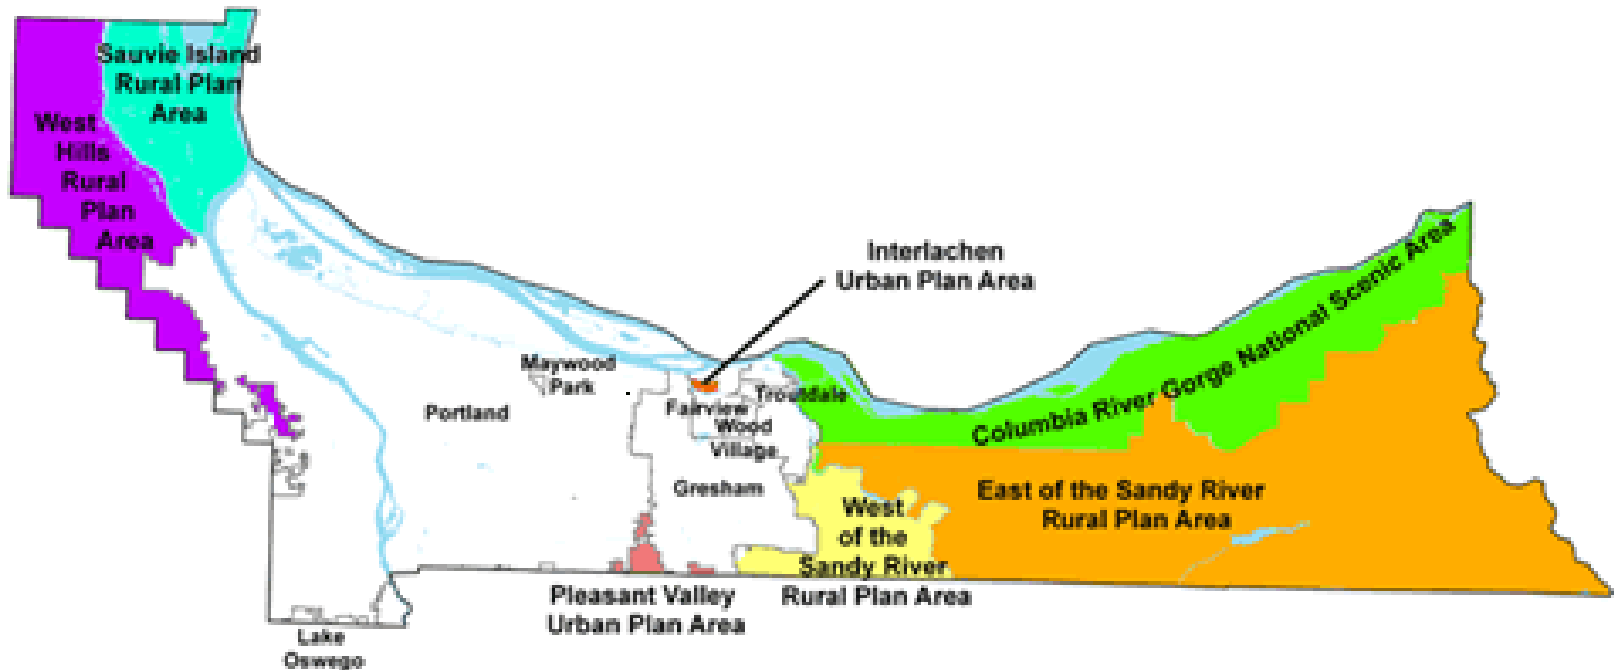 Sauvie Island
Rural Plan
Area
West
Hills
Rural
Plan
Area
Interlachen
Urban Plan Area
Columbia River Gorge National Scenic Area
Maywood
Park
Portland
Fairview
Troutdale
Wood
Village
Gresham
East of the Sandy River
Rural Plan Area
West
of the
Sandy River
Rural Plan Area
Pleasant Valley
Urban Plan Area
Lake
Oswego